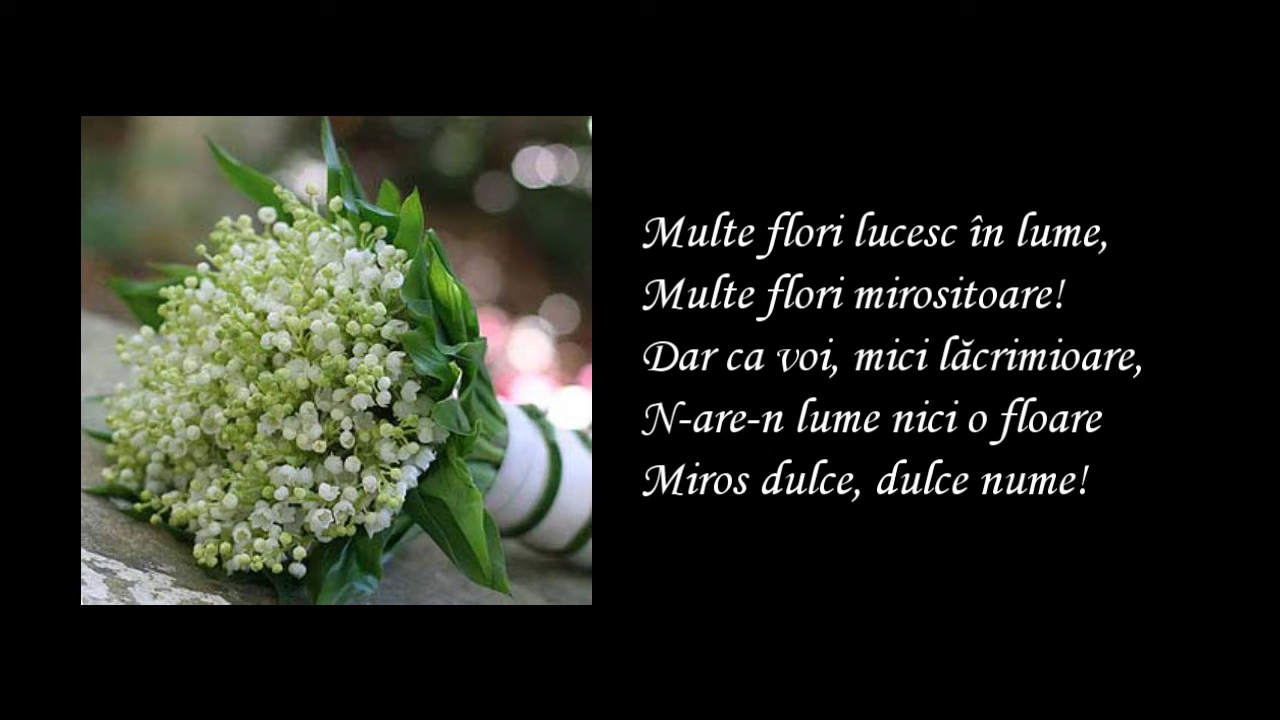 Multe flori lucesc în lume,
Multe flori mirositoare!
Dar ca voi, mici lăcrimioare,
N-are-n lume nici o floare
Miros dulce, dulce nume!